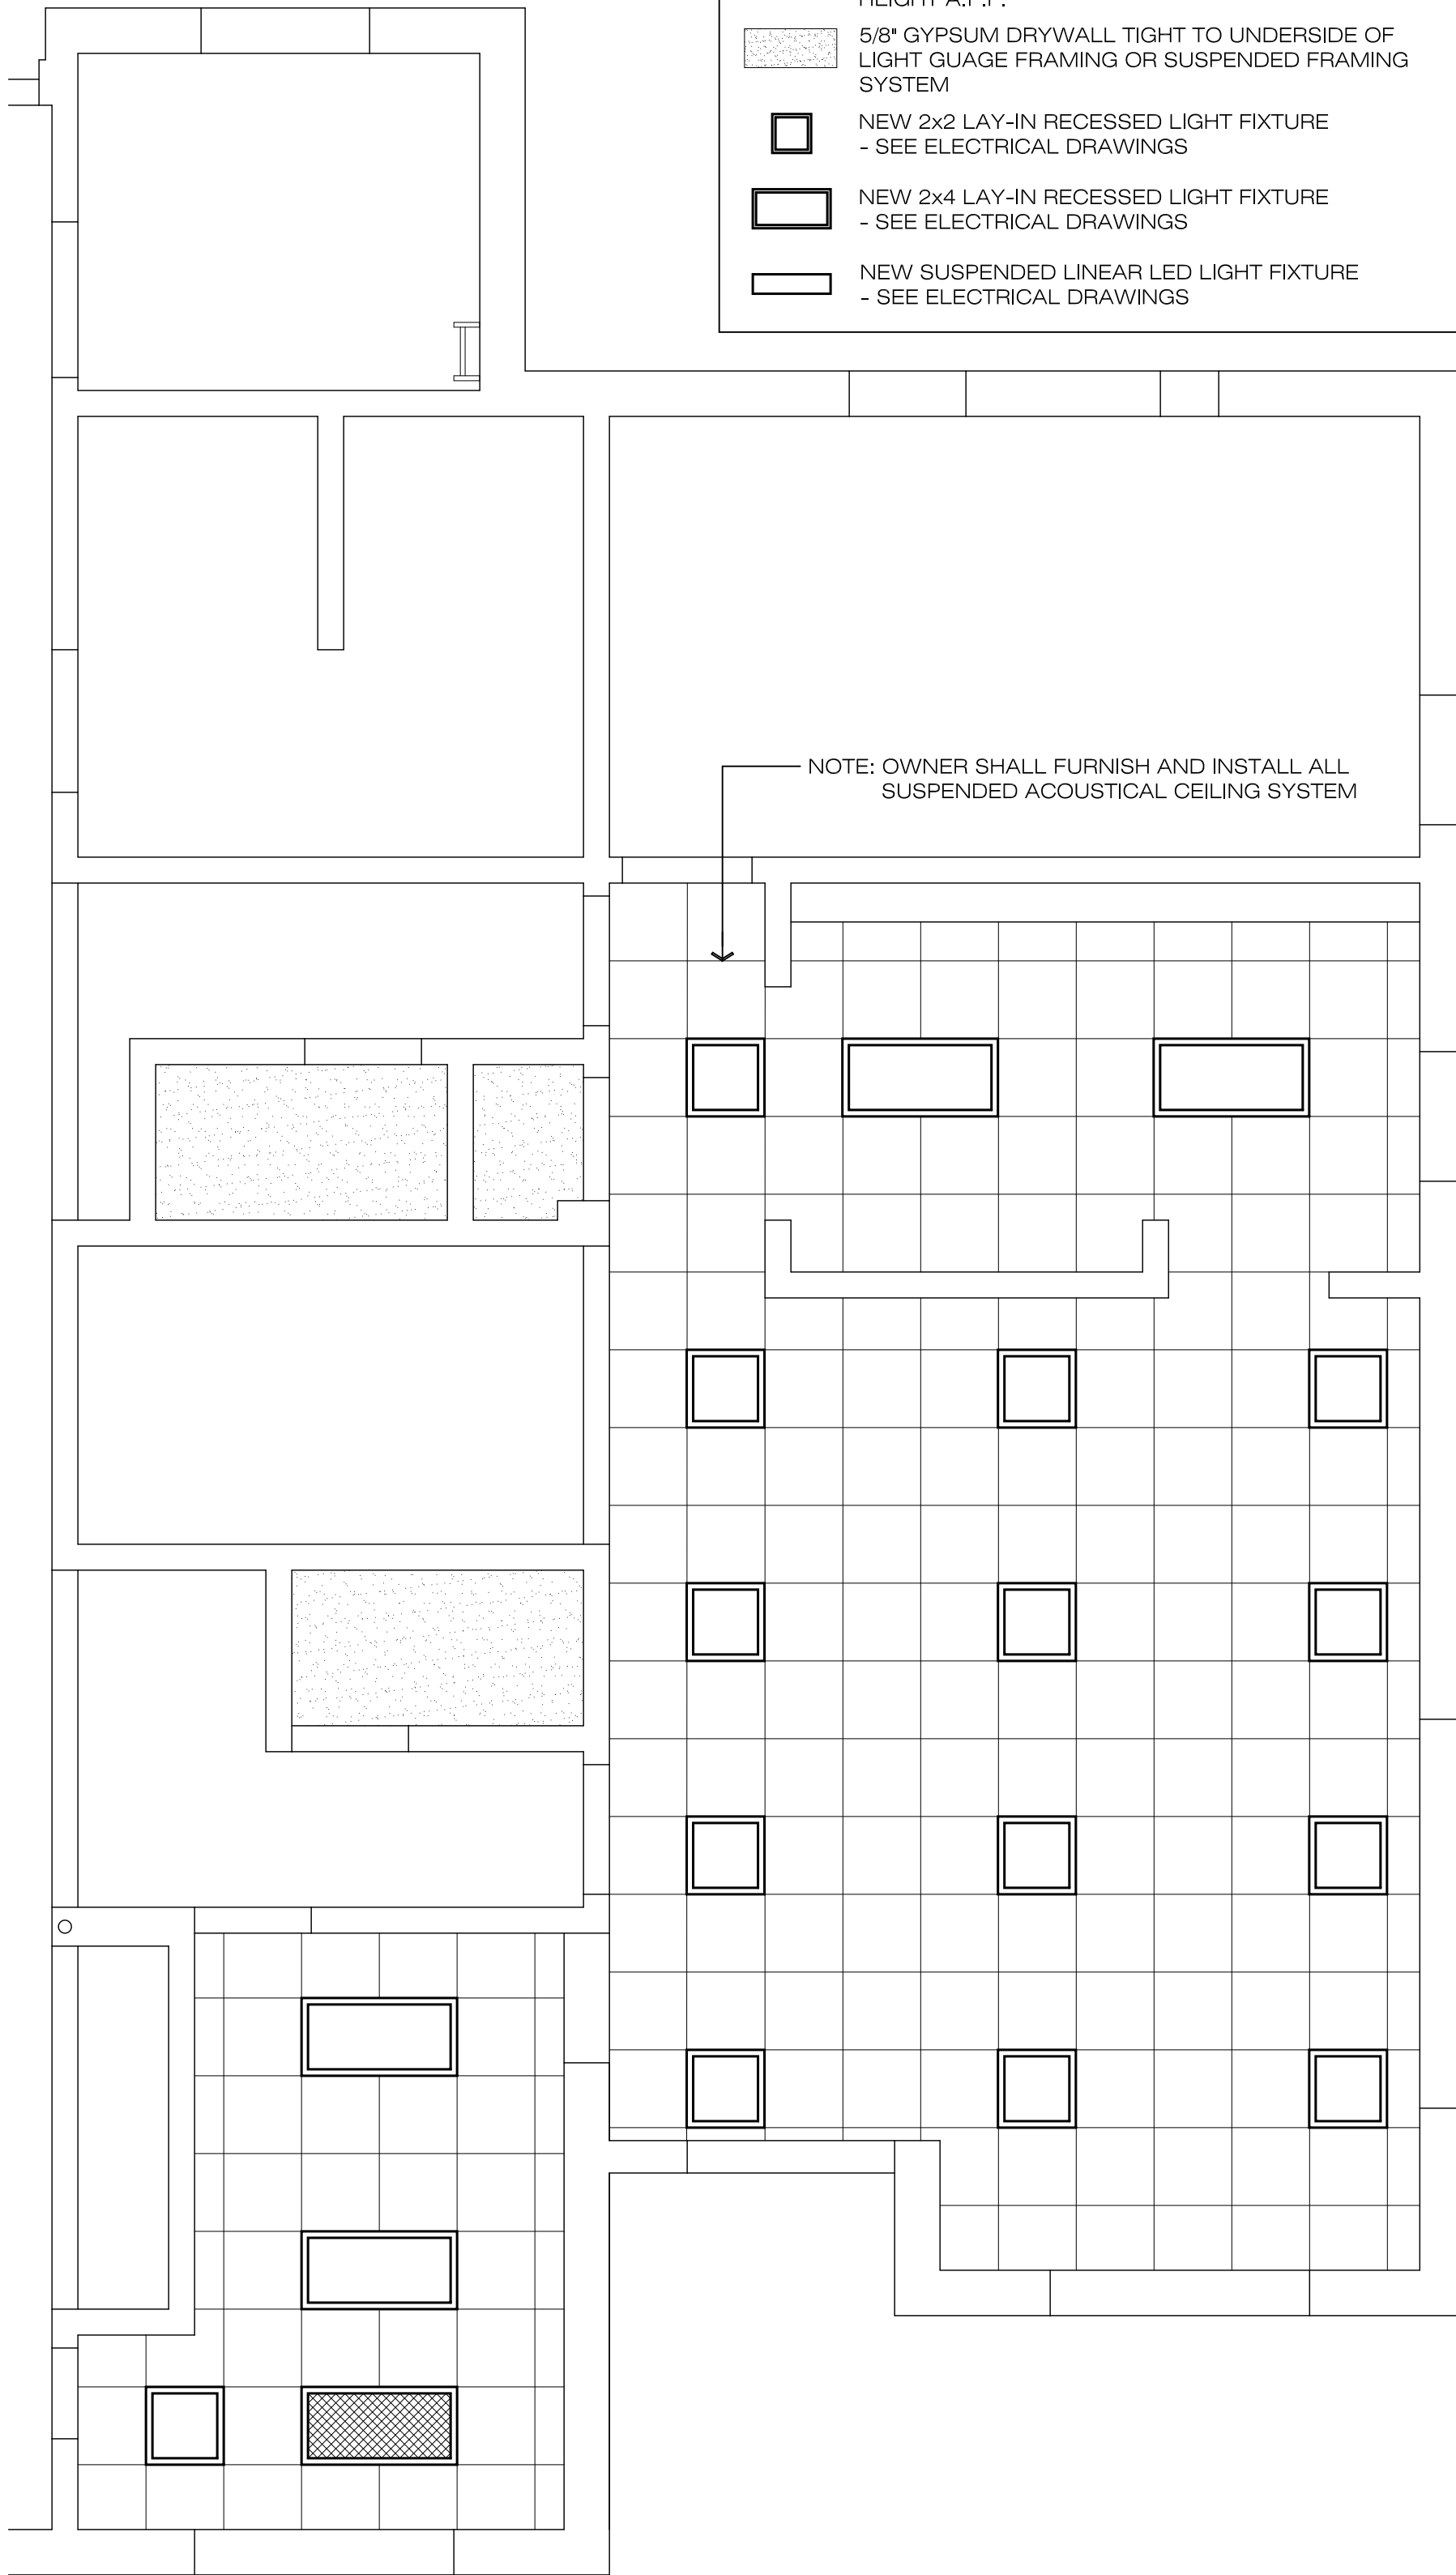 HEIGHT A.F.F.
5/8" GYPSUM DRYWALL TIGHT TO UNDERSIDE OF
LIGHT GUAGE FRAMING OR SUSPENDED FRAMING
SYSTEM
NEW 2x2 LAY-IN RECESSED LIGHT FIXTURE
- SEE ELECTRICAL DRAWINGS
NEW 2x4 LAY-IN RECESSED LIGHT FIXTURE
- SEE ELECTRICAL DRAWINGS
NEW SUSPENDED LINEAR LED LIGHT FIXTURE
- SEE ELECTRICAL DRAWINGS
NOTE: OWNER SHALL FURNISH AND INSTALL ALL
SUSPENDED ACOUSTICAL CEILING SYSTEM